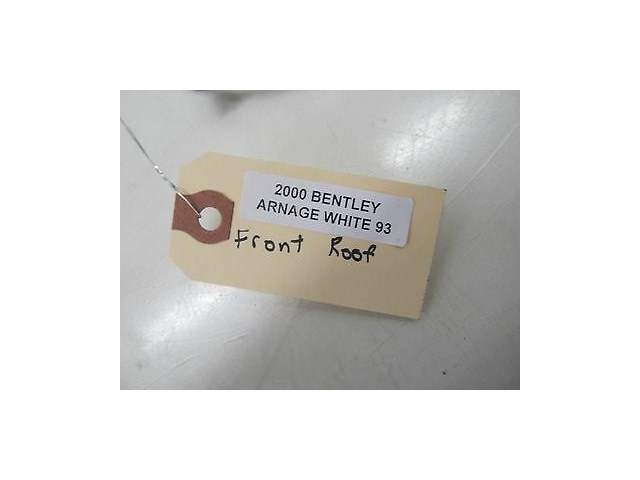 2000 BENTLEY
ARNAGE WHITE 93
Front Roof